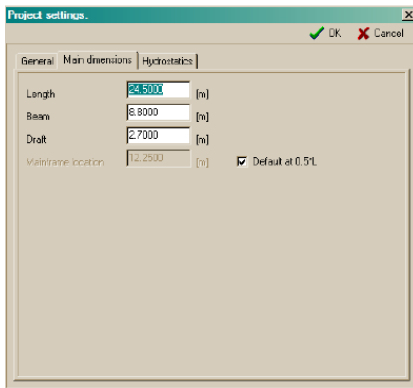 Project settings.
OK Cancel
General Main dimensions Hydrostatics
Length 24.5000 [m]
Beam 8.8000 [m]
Draft 2.7000 [m]
Mainframe location 12.2500 [m] Default at 0.5*L